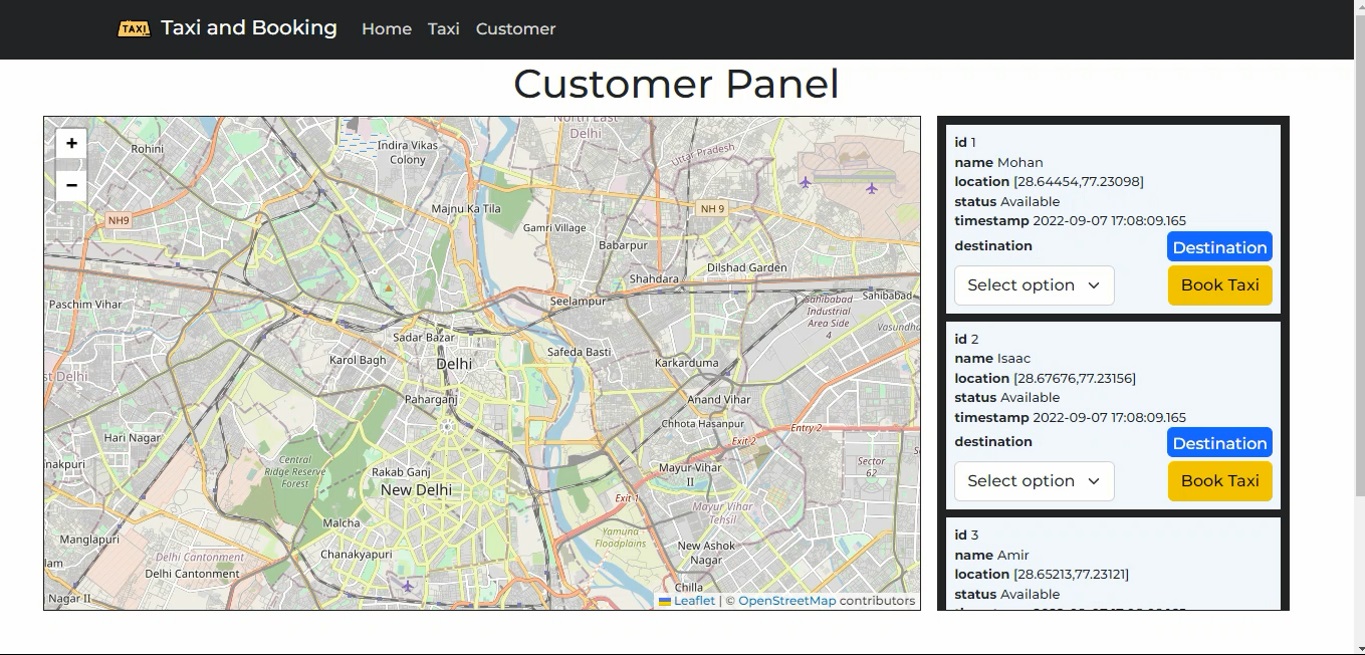 TAXI Taxi and Booking Home Taxi Customer
Customer Panel
+
−
North East
Delhi
Rohini
Indira Vikas
Colony
Uttar Pradesh
NH9
Majnu Ka Tila
NH 9
Gamri Village
Babarpur
Dilshad Garden
Shahdara
Paschim Vihar
Seelampur
Sahibabad
Industrial
Area Side
4
Sahibabad
Vasundha
Sadar Bazar
Safeda Basti
Karol Bagh
Delhi
Karkarduma
st Delhi
Paharganj
Anand Vihar
Chhota Hasanpur
Entry 2
Exit 2
Hari Nagar
Central
Ridge Reserve
Forest
Rakab Ganj
Mayur Vihar
II
Sector
62
inakpuri
New Delhi
Exit 1
Mayur Vihar
Tehsil
Malcha
Manglapuri
Yamuna
Floodplains
New Ashok
Nagar
Delhi Cantonment
Delhi Cantonment
Chanakyapuri
lam
Chilla
Nagar II
Leaflet | © OpenStreetMap contributors
id 1
name Mohan
location [28.64454,77.23098]
status Available
timestamp 2022-09-07 17:08:09.165
destination Destination
Select option Book Taxi
id 2
name Isaac
location [28.67676,77.23156]
status Available
timestamp 2022-09-07 17:08:09.165
destination Destination
Select option Book Taxi
id 3
name Amir
location [28.65213,77.23121]
status Available